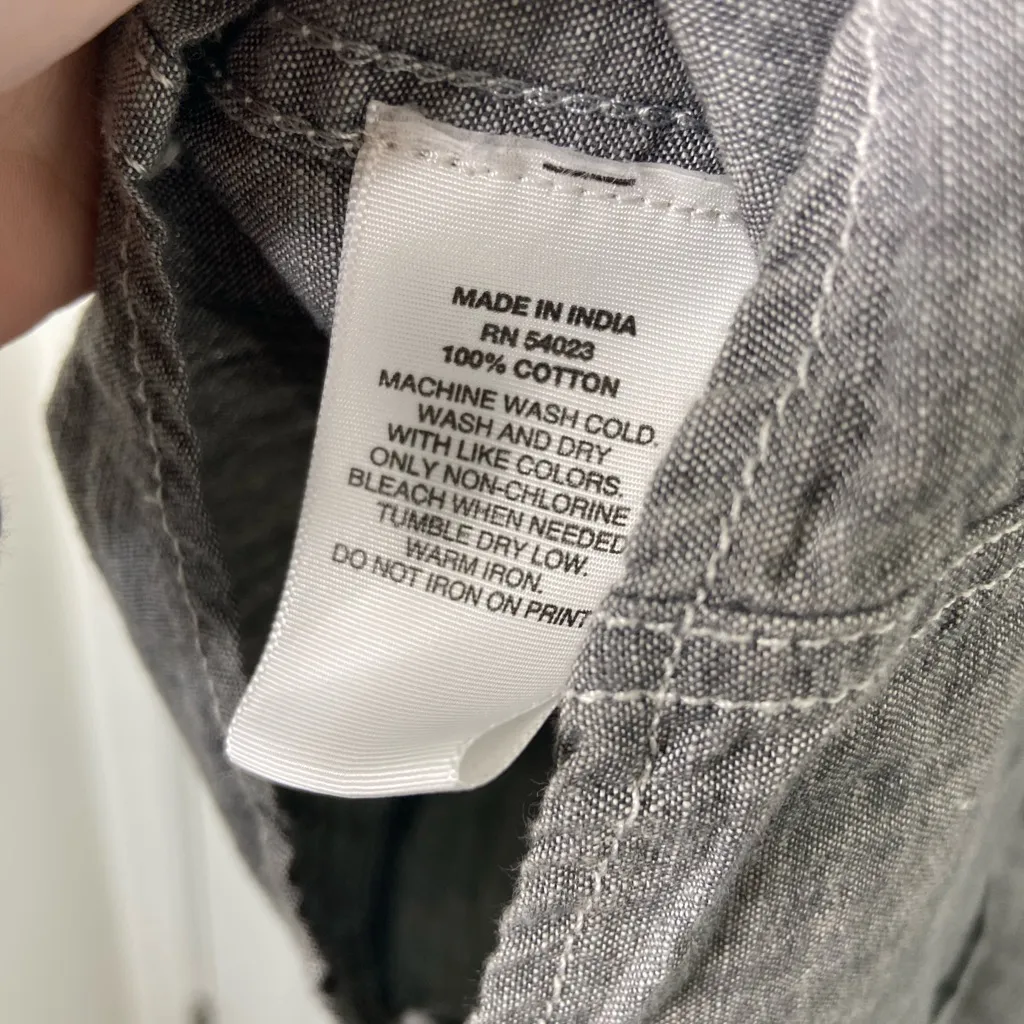 MADE IN INDIA
RN 54023
100% COTTON
MACHINE WASH COLD.
WASH AND DRY
WITH LIKE COLORS.
ONLY NON-CHLORINE
BLEACH WHEN NEEDED
TUMBLE DRY LOW.
WARM IRON.
DO NOT IRON ON PRINT